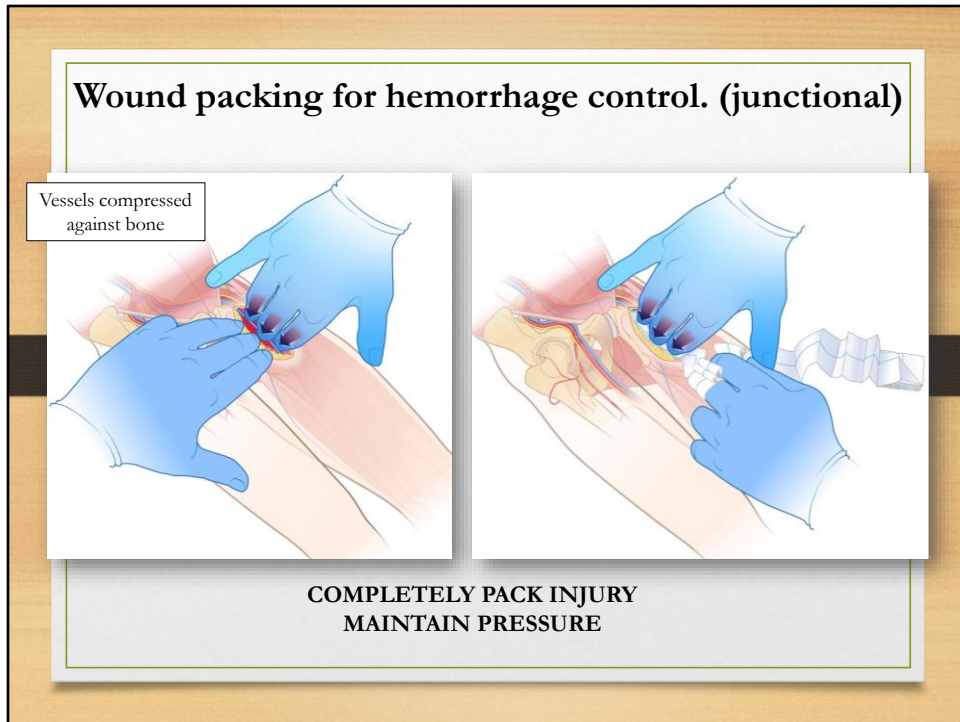 Wound packing for hemorrhage control. (junctional)
Vessels compressed
against bone
COMPLETELY PACK INJURY
MAINTAIN PRESSURE